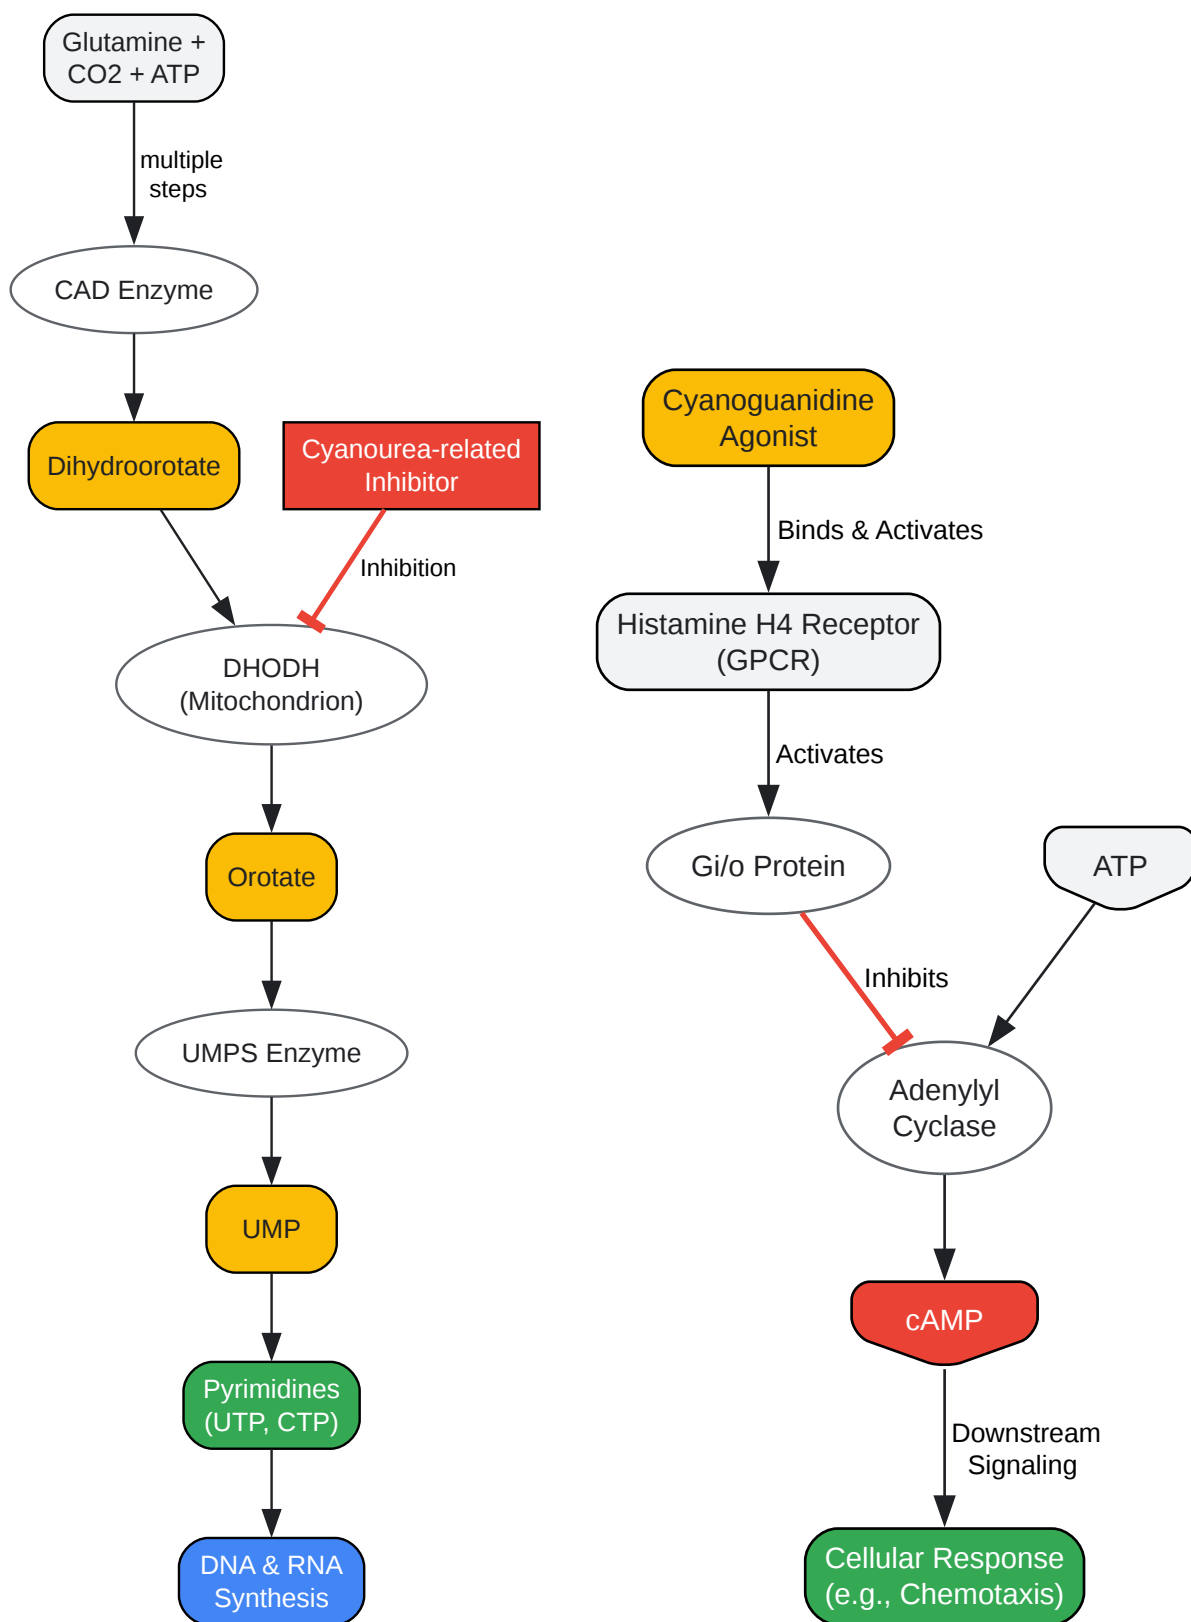 Glutamine +
CO2 + ATP
multiple
steps
CAD Enzyme
Dihydroorotate
Cyanourea-related
Inhibitor
Inhibition
DHODH
(Mitochondrion)
Orotate
UMPS Enzyme
UMP
Pyrimidines
(UTP, CTP)
DNA & RNA
Synthesis
Cyanoguanidine
Agonist
Binds & Activates
Histamine H4 Receptor
(GPCR)
Activates
Gi/o Protein
ATP
Inhibits
Adenylyl
Cyclase
cAMP
Downstream
Signaling
Cellular Response
(e.g., Chemotaxis)